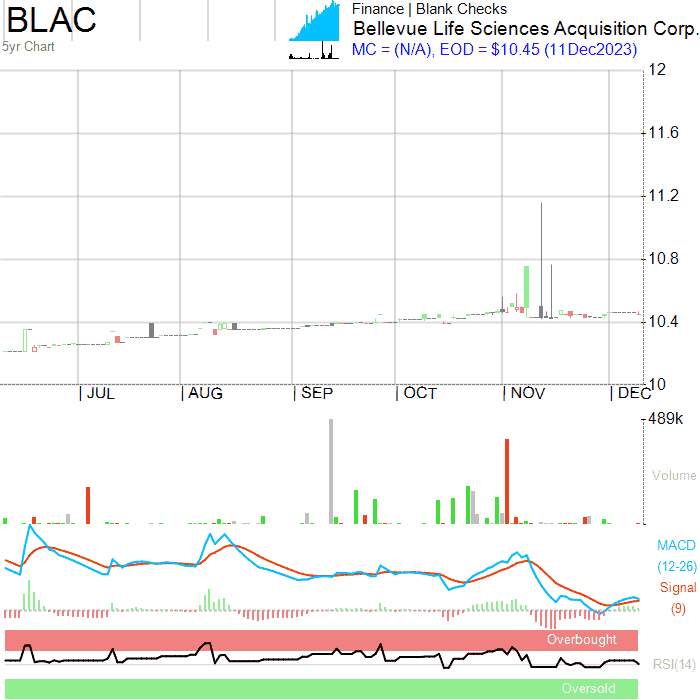 BLAC
5yr Chart
Finance | Blank Checks
Bellevue Life Sciences Acquisition Corp.
MC = (N/A), EOD = $10.45 (11Dec2023)
12
11.6
11.2
10.8
10.4
10
| JUL | AUG | SEP | OCT | NOV | DEC
489k
Volume
MACD
(12-26)
Signal
(9)
Overbought
RSI(14)
Oversold